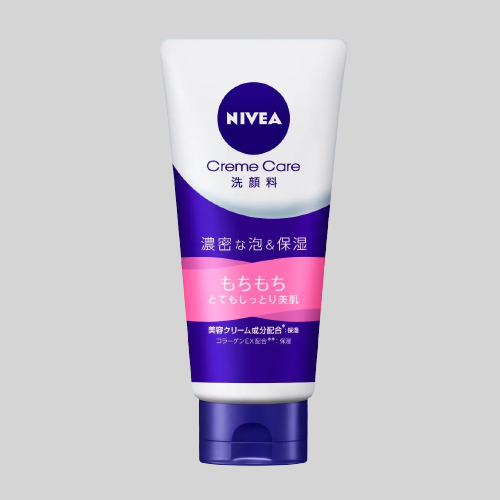 NIVEA
Creme Care
洗顔料
濃密な泡&保湿
もちもち
とてもしっとり美肌
美容クリーム成分配合*:保湿
コラーゲンEX配合**:保湿